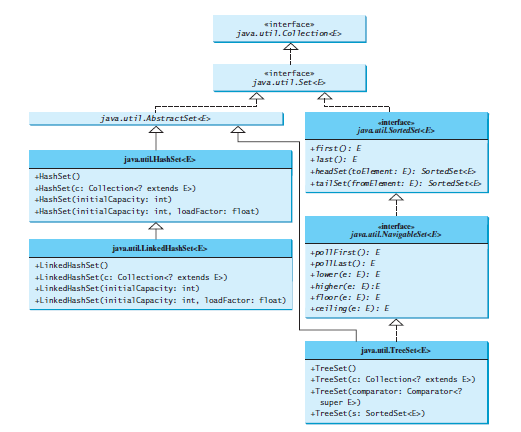 «interface»
java.util.Collection<E>
«interface»
java.util.Set<E>
java.util.AbstractSet<E>
«interface»
java.util.SortedSet<E>
+first(): E
+last(): E
+headSet(toElement: E): SortedSet<E>
+tailSet(fromElement: E): SortedSet<E>
java.util.HashSet<E>
+HashSet()
+HashSet(c: Collection<? extends E>)
+HashSet(initialCapacity: int)
+HashSet(initialCapacity: int, loadFactor: float)
«interface»
java.util.NavigableSet<E>
+pollFirst(): E
+pollLast(): E
+lower(e: E): E
+higher(e: E):E
+floor(e: E): E
+ceiling(e: E): E
java.util.LinkedHashSet<E>
+LinkedHashSet()
+LinkedHashSet(c: Collection<? extends E>)
+LinkedHashSet(initialCapacity: int)
+LinkedHashSet(initialCapacity: int, loadFactor: float)
java.util.TreeSet<E>
+TreeSet()
+TreeSet(c: Collection<? extends E>)
+TreeSet(comparator: Comparator<?
super E>)
+TreeSet(s: SortedSet<E>)